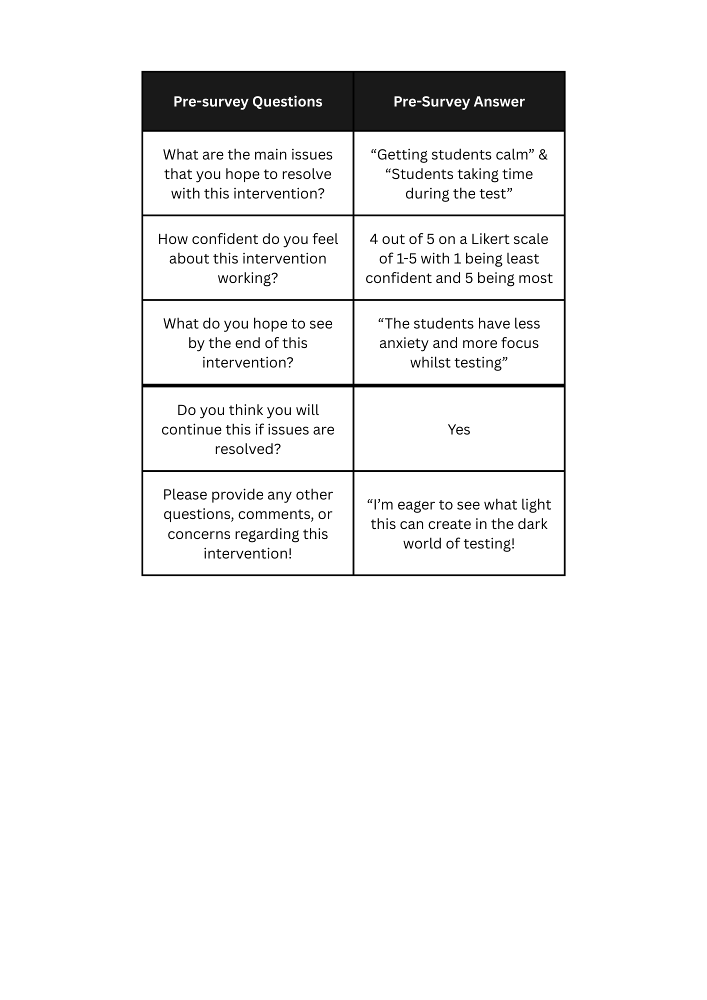 Pre-survey Questions
Pre-Survey Answer
What are the main issues
that you hope to resolve
with this intervention?
“Getting students calm” &
“Students taking time
during the test”
How confident do you feel
about this intervention
working?
4 out of 5 on a Likert scale
of 1-5 with 1 being least
confident and 5 being most
What do you hope to see
by the end of this
intervention?
“The students have less
anxiety and more focus
whilst testing”
Do you think you will
continue this if issues are
resolved?
Yes
Please provide any other
questions, comments, or
concerns regarding this
intervention!
“I’m eager to see what light
this can create in the dark
world of testing!